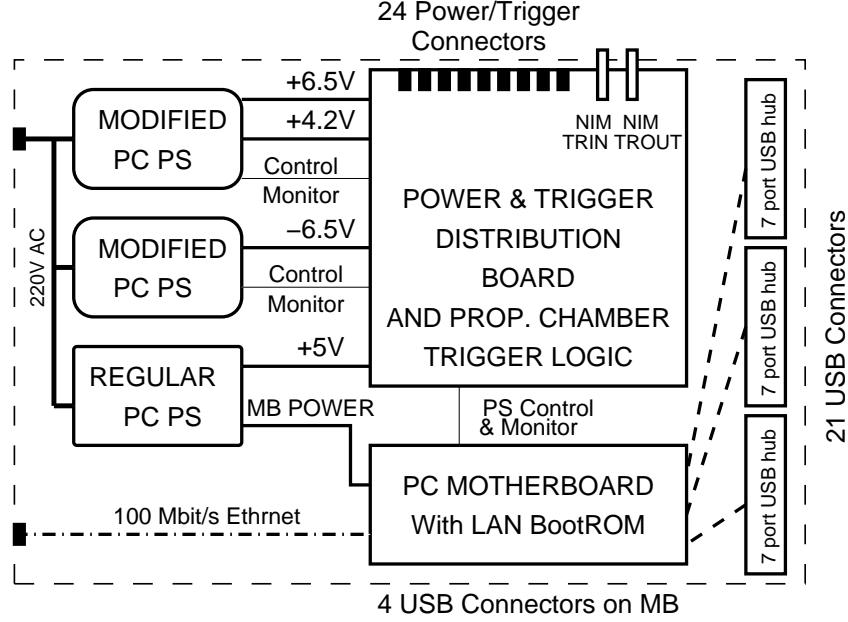 24 Power/Trigger
Connectors
+6.5V
MODIFIED
PC PS
+4.2V
Control
Monitor
NIM NIM
TRIN TROUT
7 port USB hub
POWER & TRIGGER
DISTRIBUTION
BOARD
AND PROP. CHAMBER
TRIGGER LOGIC
220V AC
−6.5V
MODIFIED
PC PS
Control
Monitor
7 port USB hub
21 USB Connectors
+5V
REGULAR
PC PS
MB POWER
PS Control
& Monitor
7 port USB hub
PC MOTHERBOARD
With LAN BootROM
100 Mbit/s Ethrnet
4 USB Connectors on MB